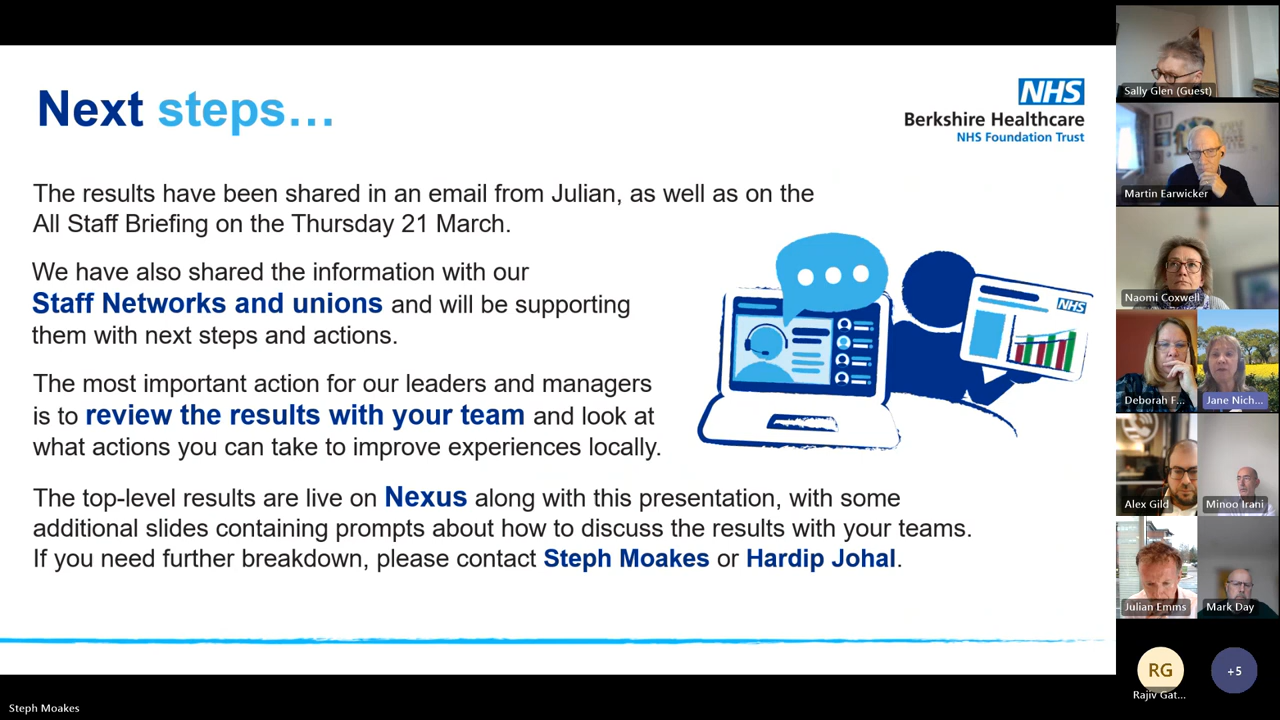 Next steps...
NHS
Berkshire Healthcare
NHS Foundation Trust
The results have been shared in an email from Julian, as well as on the
All Staff Briefing on the Thursday 21 March.
We have also shared the information with our
Staff Networks and unions and will be supporting
them with next steps and actions.
The most important action for our leaders and managers
is to review the results with your team and look at
what actions you can take to improve experiences locally.
NHS
The top-level results are live on Nexus along with this presentation, with some
additional slides containing prompts about how to discuss the results with your teams.
If you need further breakdown, please contact Steph Moakes or Hardip Johal.
Steph Moakes
Sally Glen (Guest)
Martin Earwicker
Naomi Coxwell
Deborah F...
Jane Nich...
Alex Gild
Minoo Irani
Julian Emms
Mark Day
RG
Rajiv Gat...
+5